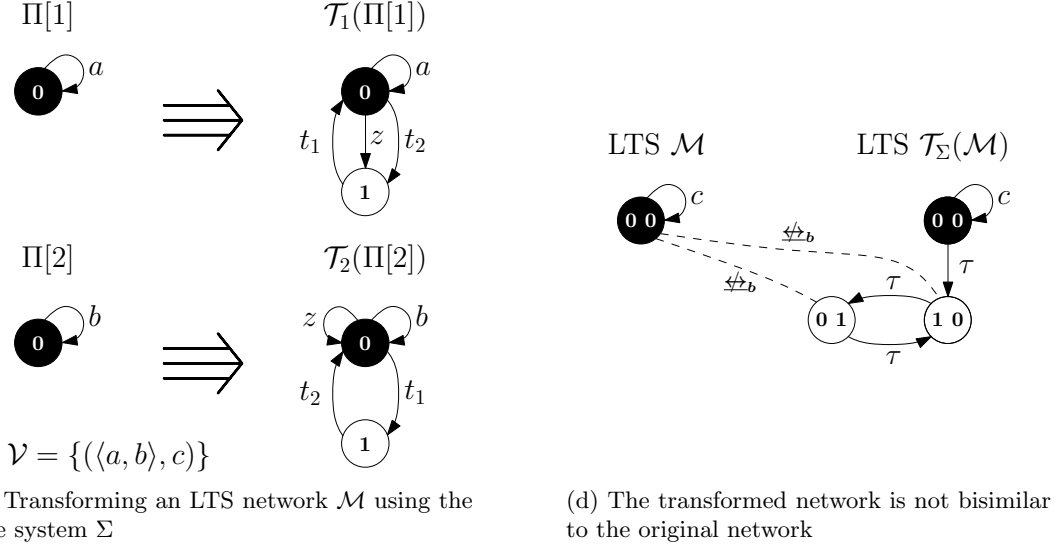 Π[1]
𝒯₁(Π[1])
a
0
a
0
t₁
z
t₂
1
Π[2]
𝒯₂(Π[2])
b
0
z
b
0
t₂
t₁
1
𝒱 = {(⟨a, b⟩, c)}
Transforming an LTS network ℳ using the
e system Σ
LTS ℳ
LTS 𝒯_Σ(ℳ)
c
0 0
c
0 0
↮_b
↮_b
τ
τ
0 1
1 0
τ
(d) The transformed network is not bisimilar
to the original network